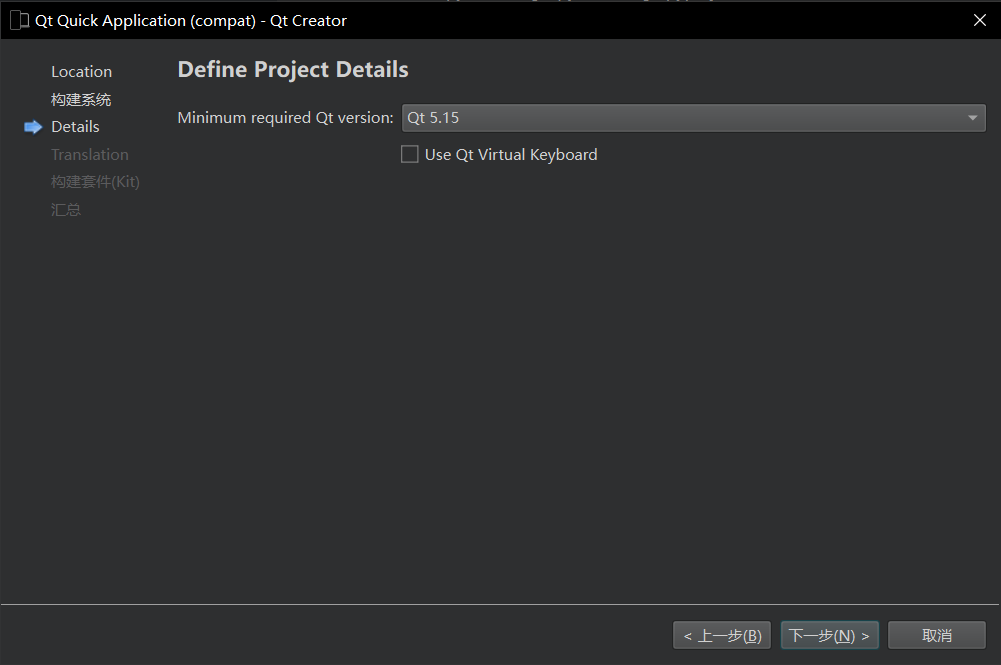 Qt Quick Application (compat) - Qt Creator
Location
构建系统
Details
Translation
构建套件(Kit)
汇总
Define Project Details
Minimum required Qt version: Qt 5.15
Use Qt Virtual Keyboard
< 上一步(B) 下一步(N) > 取消